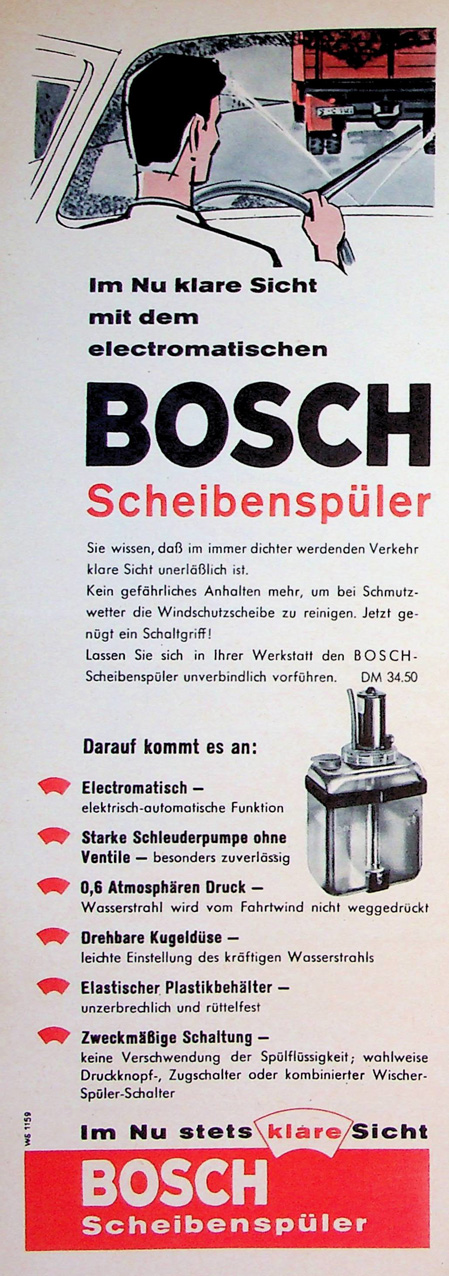 Im Nu klare Sicht
mit dem
electromatischen
BOSCH
Scheibenspüler
Sie wissen, daß im immer dichter werdenden Verkehr
klare Sicht unerläßlich ist.
Kein gefährliches Anhalten mehr, um bei Schmutz-
wetter die Windschutzscheibe zu reinigen. Jetzt ge-
nügt ein Schaltgriff!
Lassen Sie sich in Ihrer Werkstatt den BOSCH-
Scheibenspüler unverbindlich vorführen. DM 34.50
Darauf kommt es an:
Electromatisch –
elektrisch-automatische Funktion
Starke Schleuderpumpe ohne
Ventile – besonders zuverlässig
0,6 Atmosphären Druck –
Wasserstrahl wird vom Fahrtwind nicht weggedrückt
Drehbare Kugeldüse –
leichte Einstellung des kräftigen Wasserstrahls
Elastischer Plastikbehälter –
unzerbrechlich und rüttelfest
Zweckmäßige Schaltung –
keine Verschwendung der Spülflüssigkeit; wahlweise
Druckknopf-, Zugschalter oder kombinierter Wischer-
Spüler-Schalter
WS 1159
Im Nu stets klare Sicht
BOSCH
Scheibenspüler